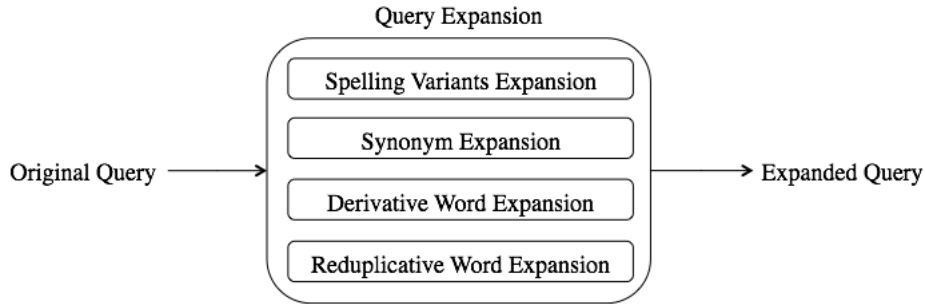 Query Expansion
Spelling Variants Expansion
Synonym Expansion
Original Query
Expanded Query
Derivative Word Expansion
Reduplicative Word Expansion